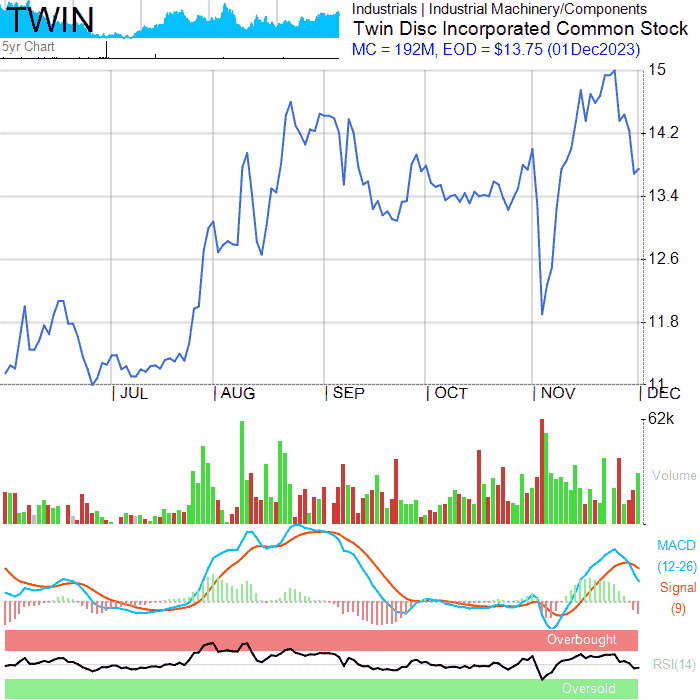 TWIN
5yr Chart
Industrials | Industrial Machinery/Components
Twin Disc Incorporated Common Stock
MC = 192M, EOD = $13.75 (01Dec2023)
15
14.2
13.4
12.6
11.8
11
JUL AUG SEP OCT NOV DEC
62k
Volume
MACD
(12-26)
Signal
(9)
Overbought
RSI(14)
Oversold